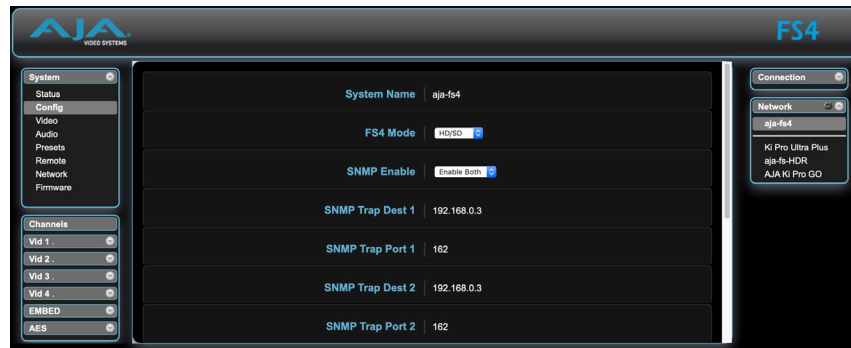 AJA
VIDEO SYSTEMS
FS4
System
Status
Config
Video
Audio
Presets
Remote
Network
Firmware
Channels
Vid 1 .
Vid 2 .
Vid 3 .
Vid 4 .
EMBED
AES
System Name aja-fs4
FS4 Mode HD/SD
SNMP Enable Enable Both
SNMP Trap Dest 1 192.168.0.3
SNMP Trap Port 1 162
SNMP Trap Dest 2 192.168.0.3
SNMP Trap Port 2 162
Connection
Network
aja-fs4
Ki Pro Ultra Plus
aja-fs-HDR
AJA Ki Pro GO